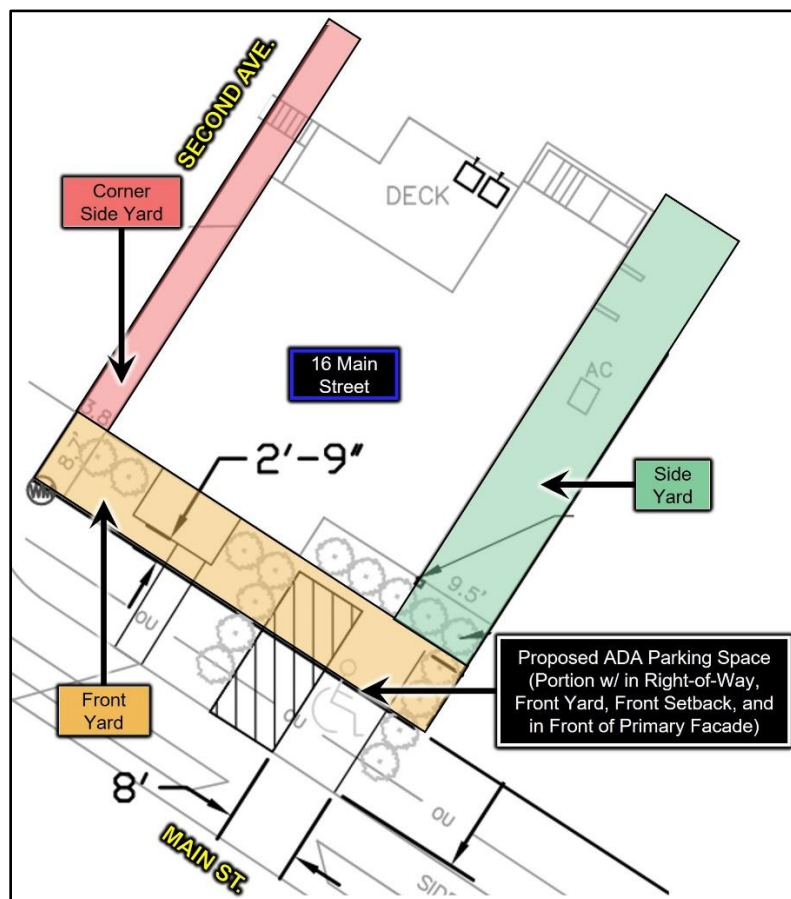 SECOND AVE.
Corner
Side Yard
DECK
16 Main
Street
AC
3.8
8.7'
2'-9"
Side
Yard
9.5'
OU
Front
Yard
Proposed ADA Parking Space
(Portion w/ in Right-of-Way,
Front Yard, Front Setback, and
in Front of Primary Facade)
OU
OU
OU
8'
MAIN ST.
SIDE